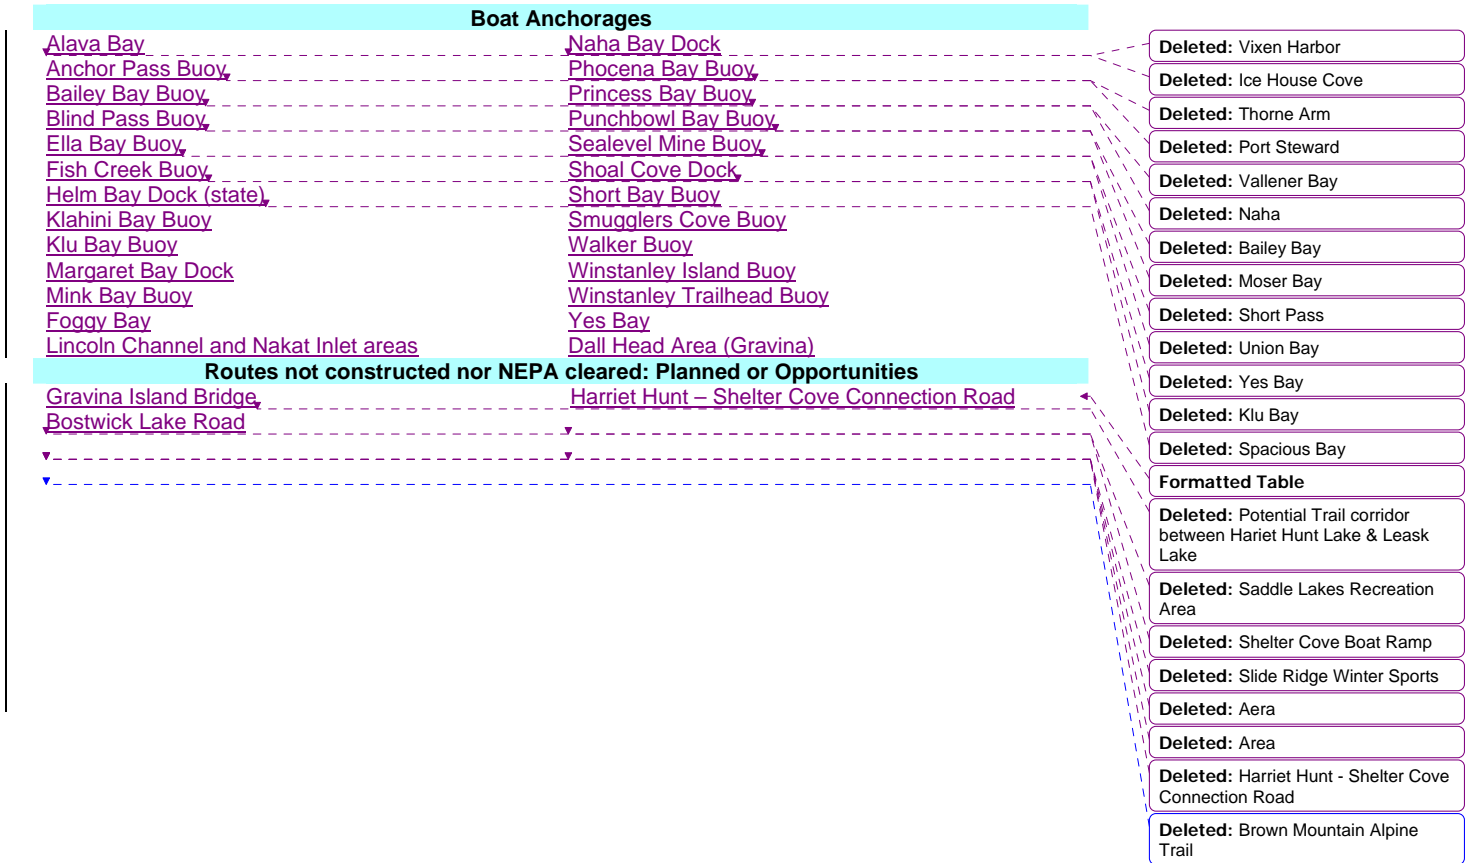 Boat Anchorages
Alava Bay Naha Bay Dock
Anchor Pass Buoy Phocena Bay Buoy
Bailey Bay Buoy Princess Bay Buoy
Blind Pass Buoy Punchbowl Bay Buoy
Ella Bay Buoy Sealevel Mine Buoy
Fish Creek Buoy Shoal Cove Dock
Helm Bay Dock (state) Short Bay Buoy
Klahini Bay Buoy Smugglers Cove Buoy
Klu Bay Buoy Walker Buoy
Margaret Bay Dock Winstanley Island Buoy
Mink Bay Buoy Winstanley Trailhead Buoy
Foggy Bay Yes Bay
Lincoln Channel and Nakat Inlet areas Dall Head Area (Gravina)
Routes not constructed nor NEPA cleared: Planned or Opportunities
Gravina Island Bridge Harriet Hunt – Shelter Cove Connection Road
Bostwick Lake Road
Deleted: Vixen Harbor
Deleted: Ice House Cove
Deleted: Thorne Arm
Deleted: Port Steward
Deleted: Vallener Bay
Deleted: Naha
Deleted: Bailey Bay
Deleted: Moser Bay
Deleted: Short Pass
Deleted: Union Bay
Deleted: Yes Bay
Deleted: Klu Bay
Deleted: Spacious Bay
Formatted Table
Deleted: Potential Trail corridor
between Hariet Hunt Lake & Leask
Lake
Deleted: Saddle Lakes Recreation
Area
Deleted: Shelter Cove Boat Ramp
Deleted: Slide Ridge Winter Sports
Deleted: Aera
Deleted: Area
Deleted: Harriet Hunt - Shelter Cove
Connection Road
Deleted: Brown Mountain Alpine
Trail